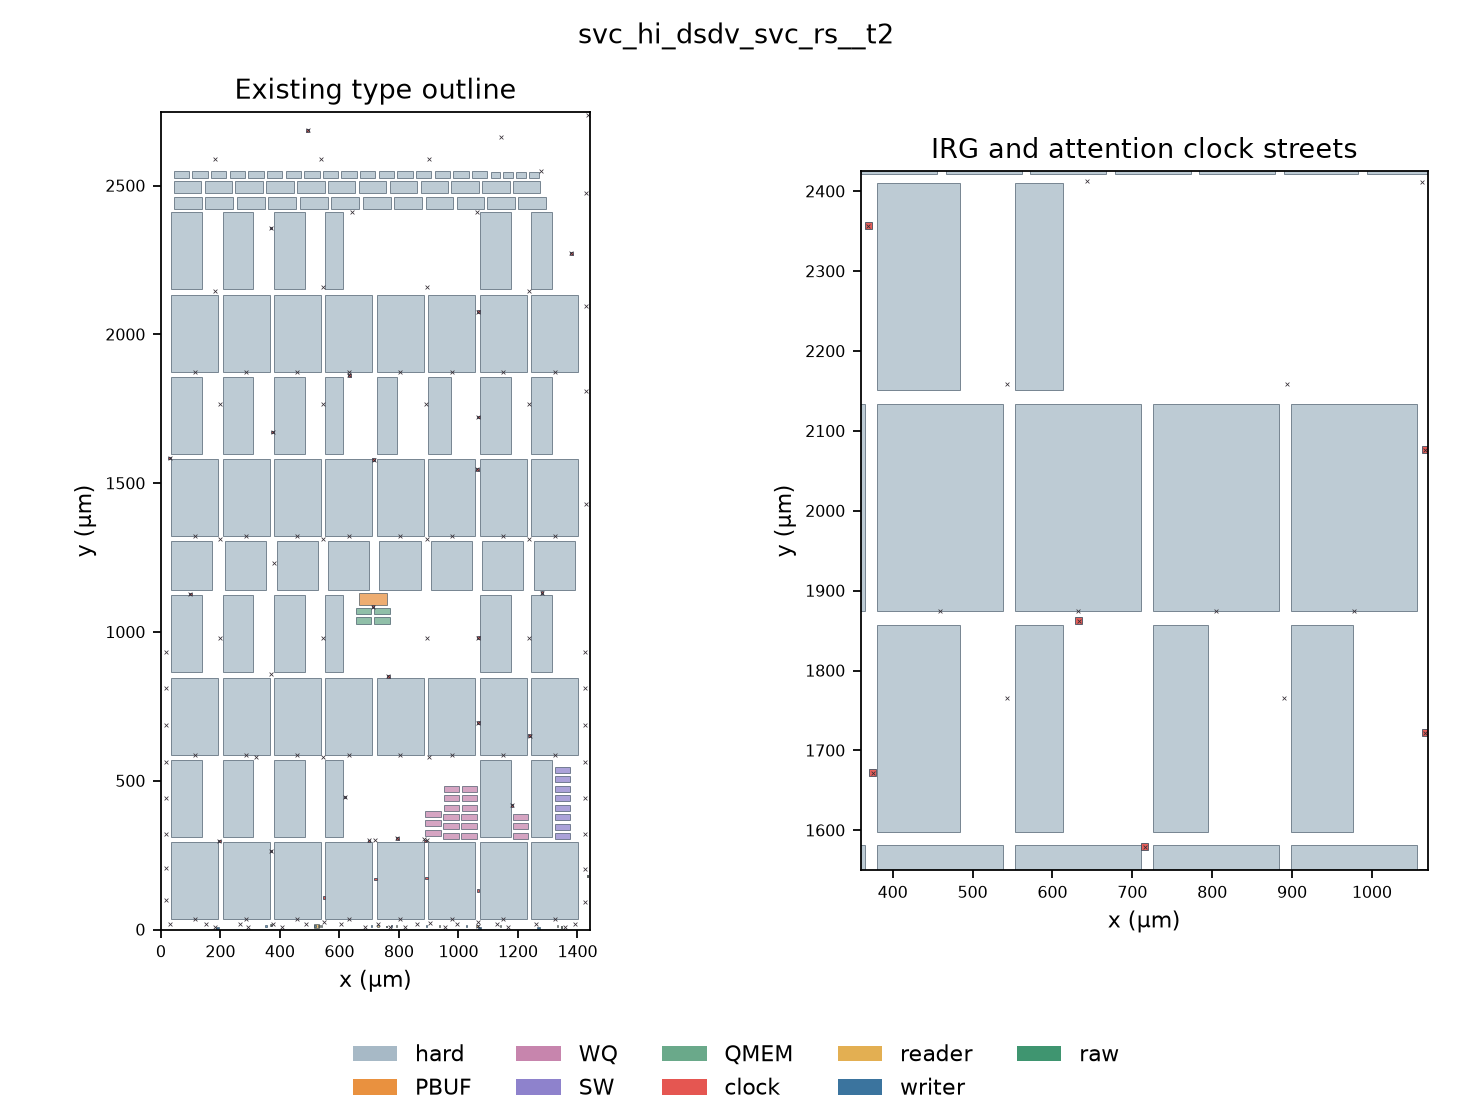 svc_hi_dsdv_svc_rs__t2
Existing type outline
2500
2000
1500
1000
500
0
y (µm)
0 200 400 600 800 1000 1200 1400
x (µm)
IRG and attention clock streets
2400
2300
2200
2100
2000
1900
1800
1700
1600
y (µm)
400 500 600 700 800 900 1000
x (µm)
hard WQ QMEM reader raw
PBUF SW clock writer